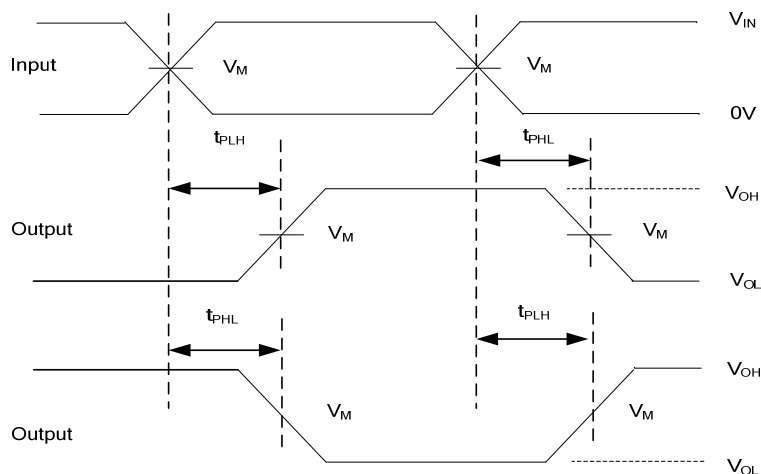 V_IN
Input V_M V_M
0V
t_PLH t_PHL
V_OH
Output V_M V_M
V_OL
t_PHL t_PLH
V_OH
V_M V_M
Output
V_OL